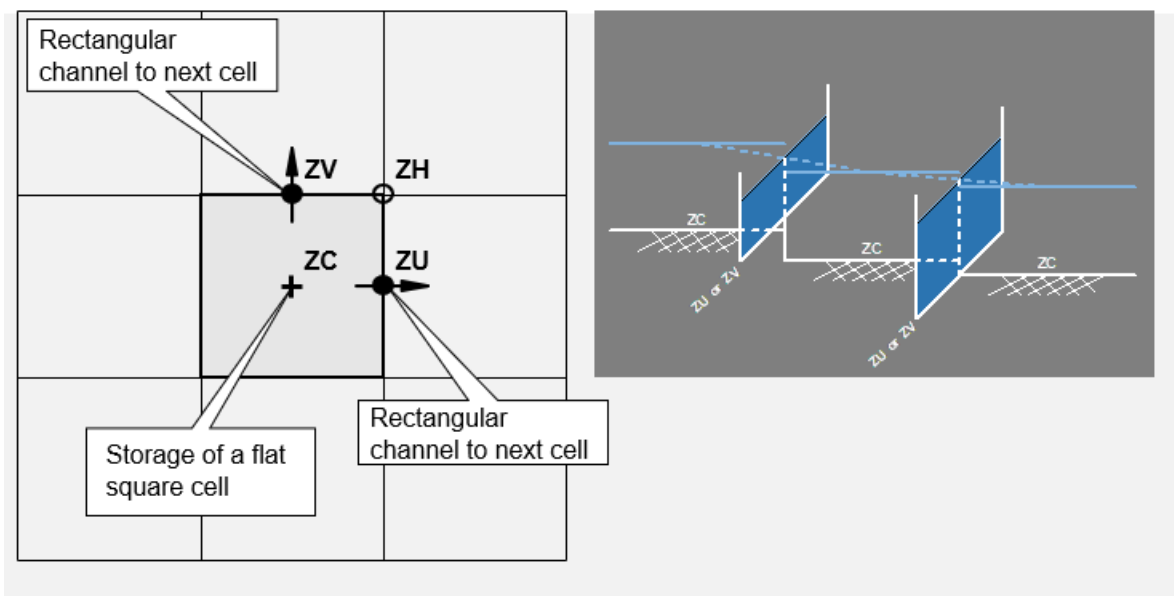 Rectangular
channel to next cell
ZV
ZH
ZC
ZU
Rectangular
channel to next cell
Storage of a flat
square cell
ZC
ZC
ZC
ZU or ZV
ZU or ZV